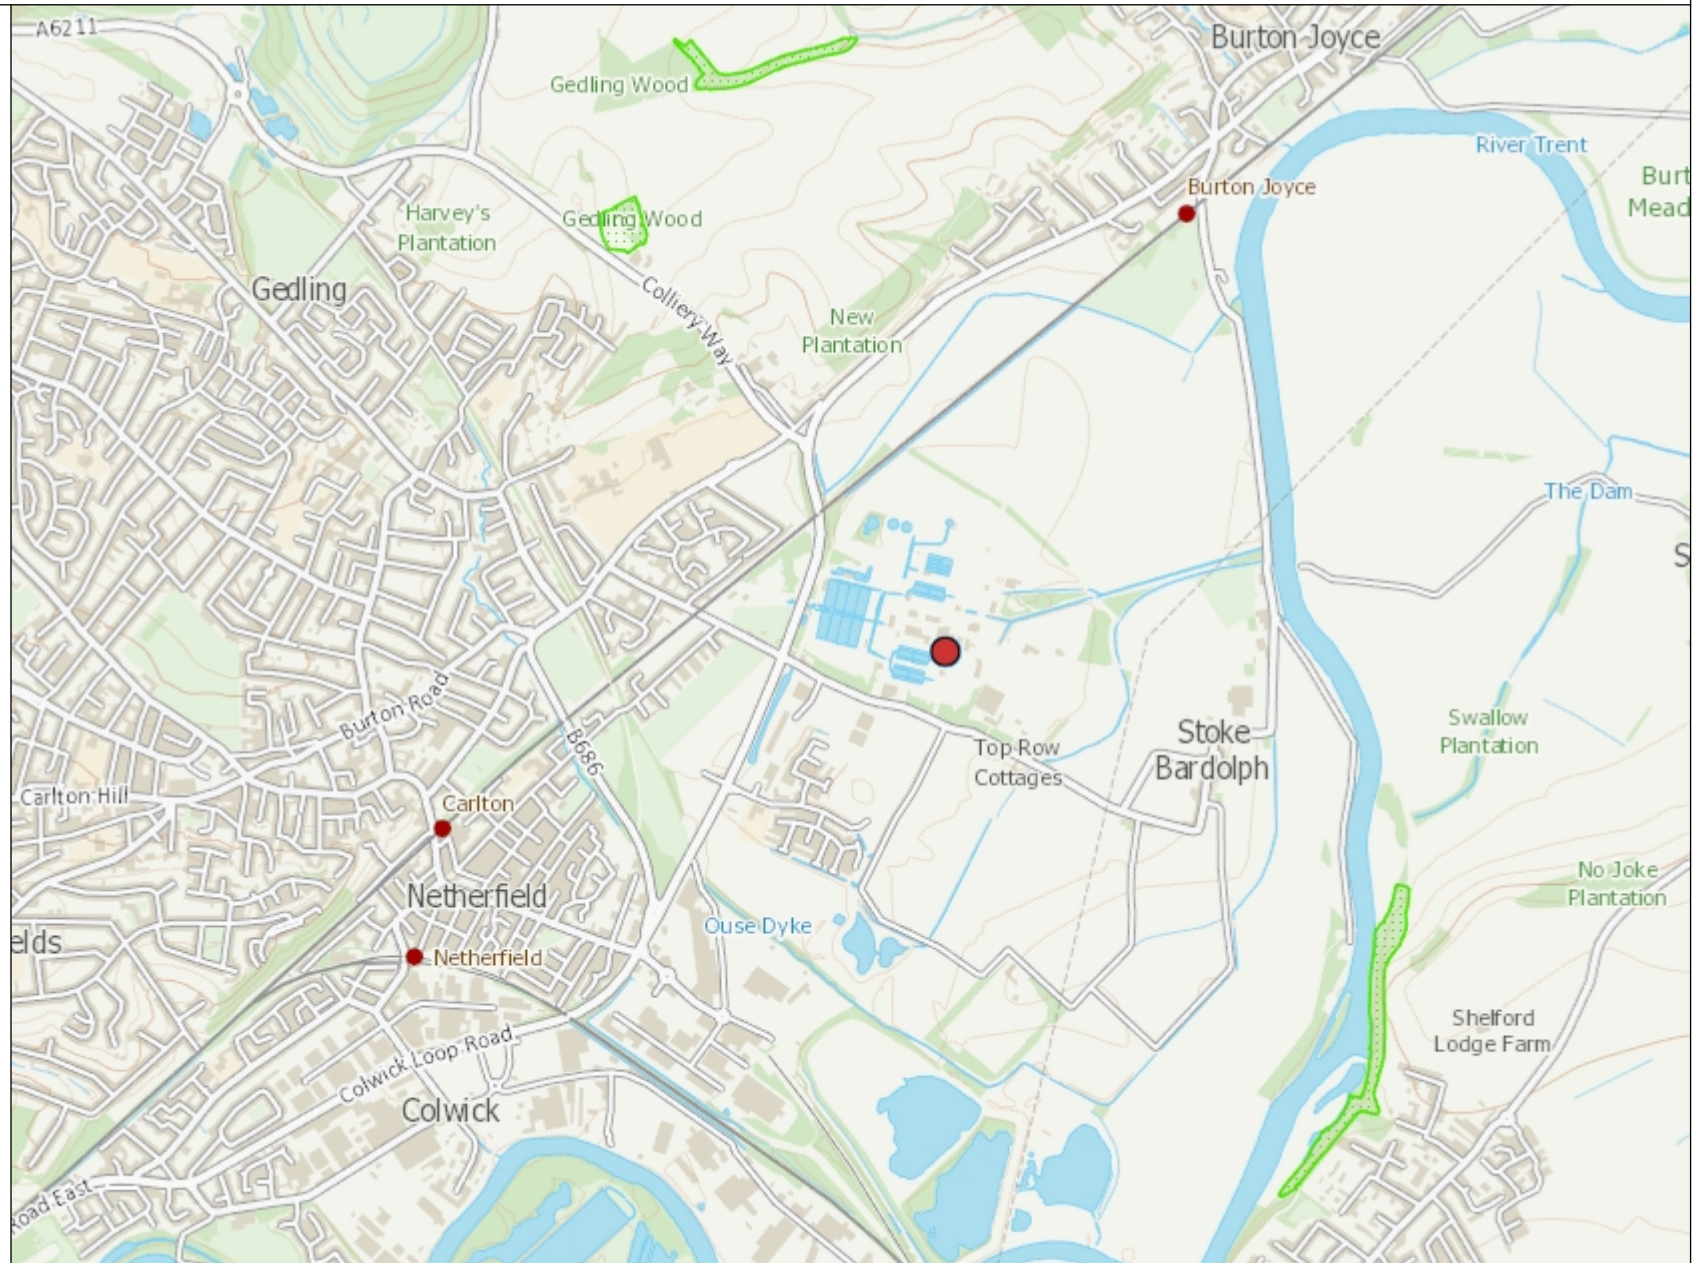 A6211
Burton Joyce
Gedling Wood
River Trent
Burt
Mead
Burton Joyce
Harvey's
Plantation
Gedling Wood
Gedling
Colliery Way
New
Plantation
The Dam
S
Burton Road
B686
Swallow
Plantation
Stoke
Bardolph
Top Row
Cottages
Carlton Hill
Carlton
No Joke
Plantation
Netherfield
Ouse Dyke
elds
Netherfield
Shelford
Lodge Farm
Colwick Loop Road
Colwick
Road East